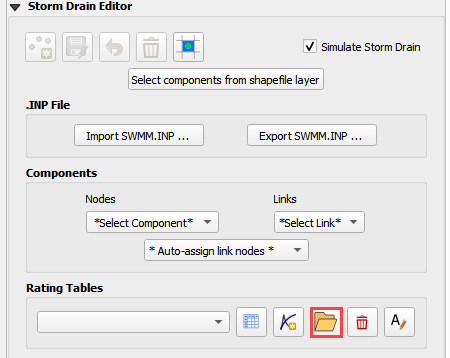 Storm Drain Editor
Simulate Storm Drain
Select components from shapefile layer
.INP File
Import SWMM.INP ... Export SWMM.INP ...
Components
Nodes Links
*Select Component* *Select Link*
* Auto-assign link nodes *
Rating Tables